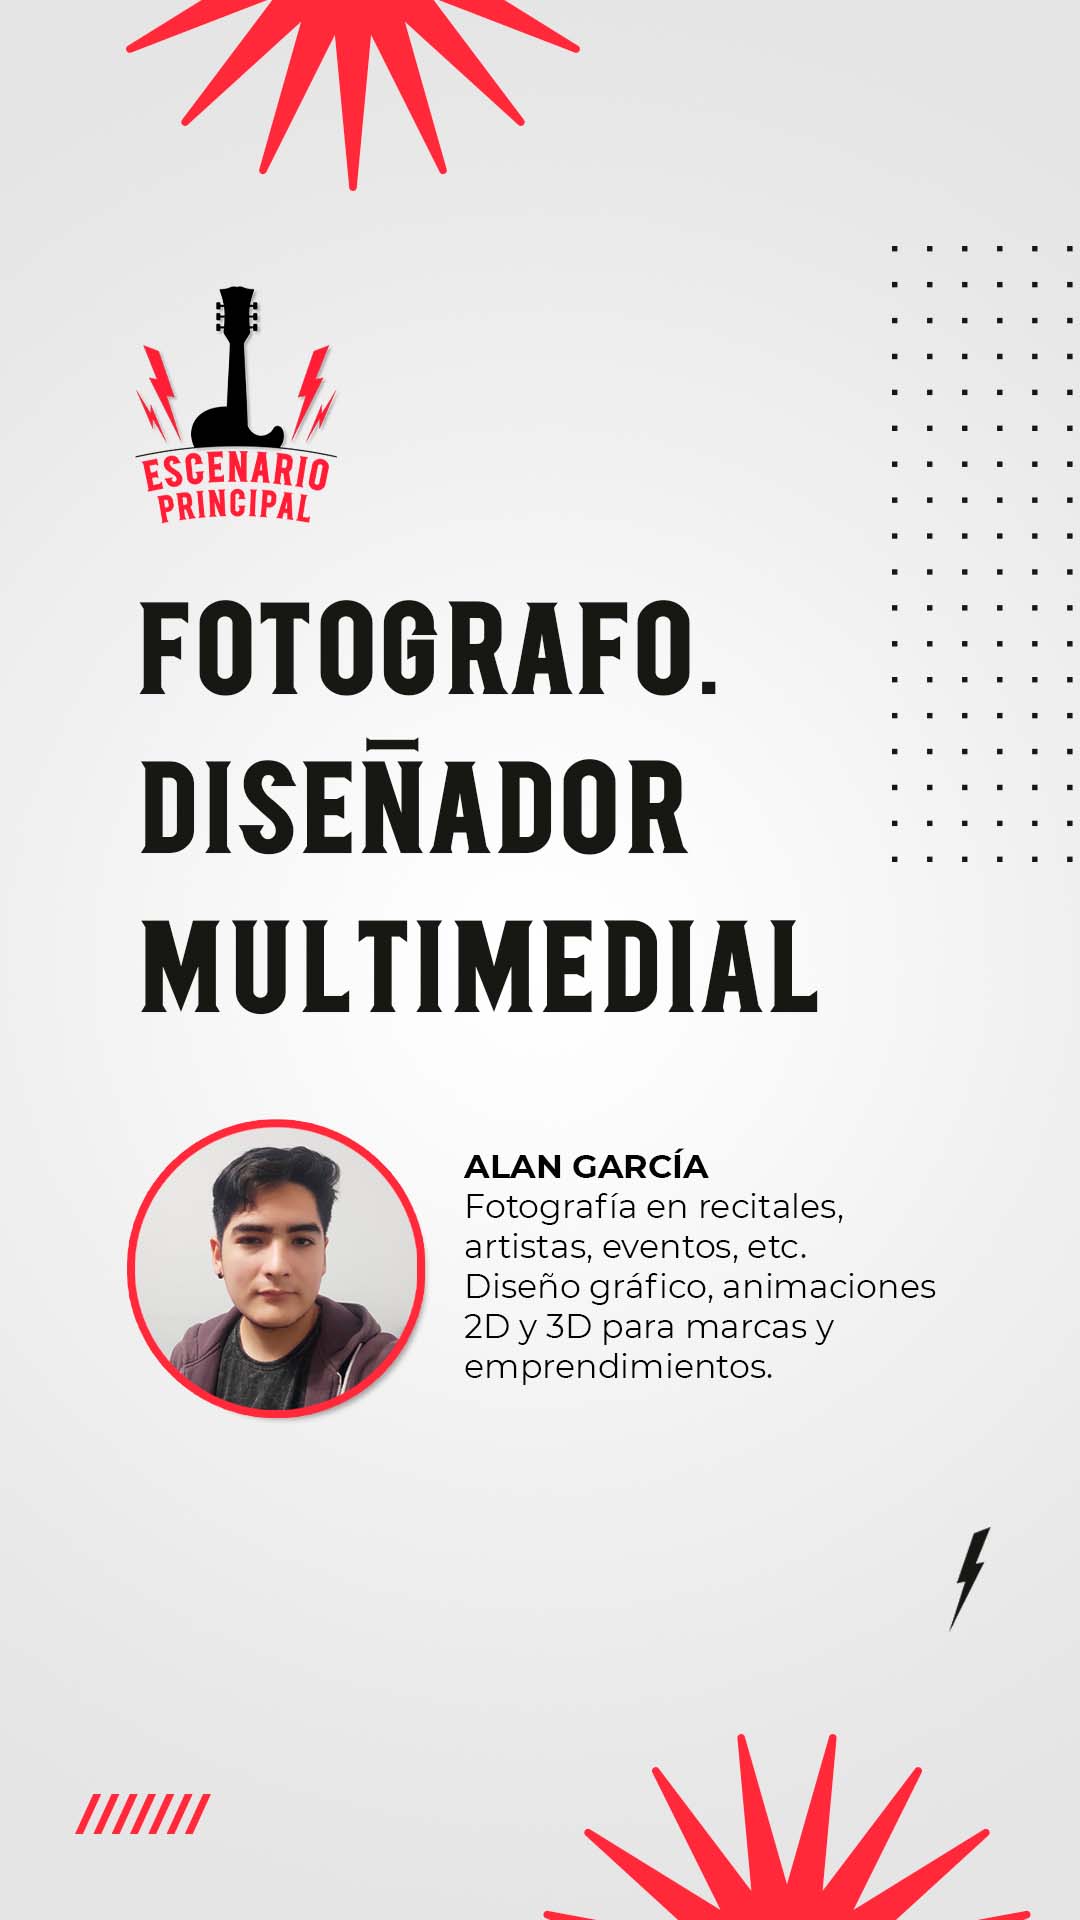 ESCENARIO
PRINCIPAL
FOTOGRAFO.
DISEÑADOR
MULTIMEDIAL
ALAN GARCÍA
Fotografía en recitales,
artistas, eventos, etc.
Diseño gráfico, animaciones
2D y 3D para marcas y
emprendimientos.